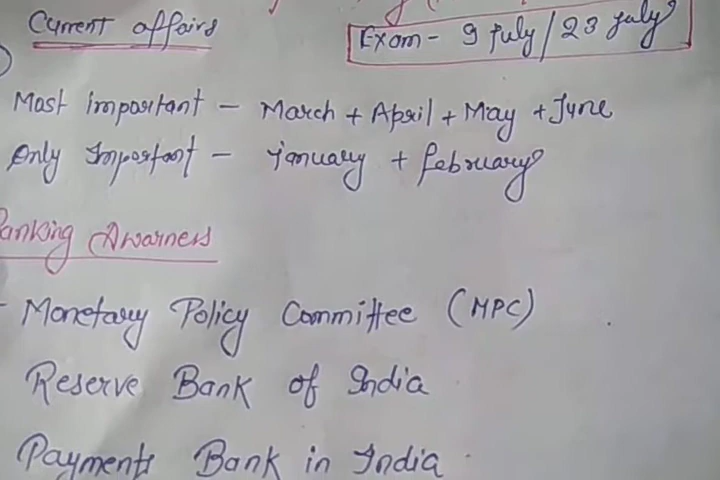 Current affairs
Exam - 9 july / 23 july
Most important - March + April + May + June
Only Important - january + february
Banking Awarness
Monetary Policy Committee (MPC)
Reserve Bank of India
Payments Bank in India